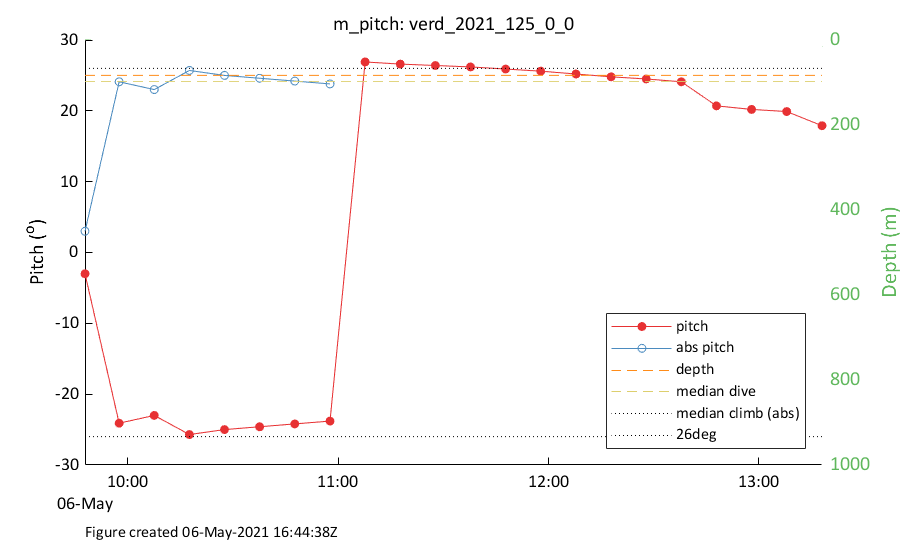 m_pitch: verd_2021_125_0_0
30
20
10
0
-10
-20
-30
Pitch (°)
0
200
400
600
800
1000
Depth (m)
pitch
abs pitch
depth
median dive
median climb (abs)
26deg
10:00
11:00
12:00
13:00
06-May
Figure created 06-May-2021 16:44:38Z